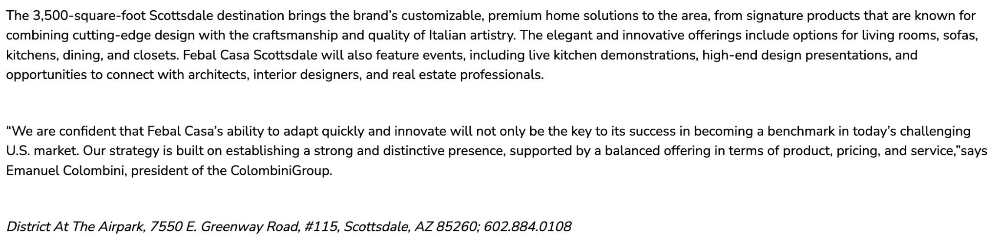 The 3,500-square-foot Scottsdale destination brings the brand’s customizable, premium home solutions to the area, from signature products that are known for
combining cutting-edge design with the craftsmanship and quality of Italian artistry. The elegant and innovative offerings include options for living rooms, sofas,
kitchens, dining, and closets. Febal Casa Scottsdale will also feature events, including live kitchen demonstrations, high-end design presentations, and
opportunities to connect with architects, interior designers, and real estate professionals.
“We are confident that Febal Casa’s ability to adapt quickly and innovate will not only be the key to its success in becoming a benchmark in today’s challenging
U.S. market. Our strategy is built on establishing a strong and distinctive presence, supported by a balanced offering in terms of product, pricing, and service,”says
Emanuel Colombini, president of the ColombiniGroup.
District At The Airpark, 7550 E. Greenway Road, #115, Scottsdale, AZ 85260; 602.884.0108